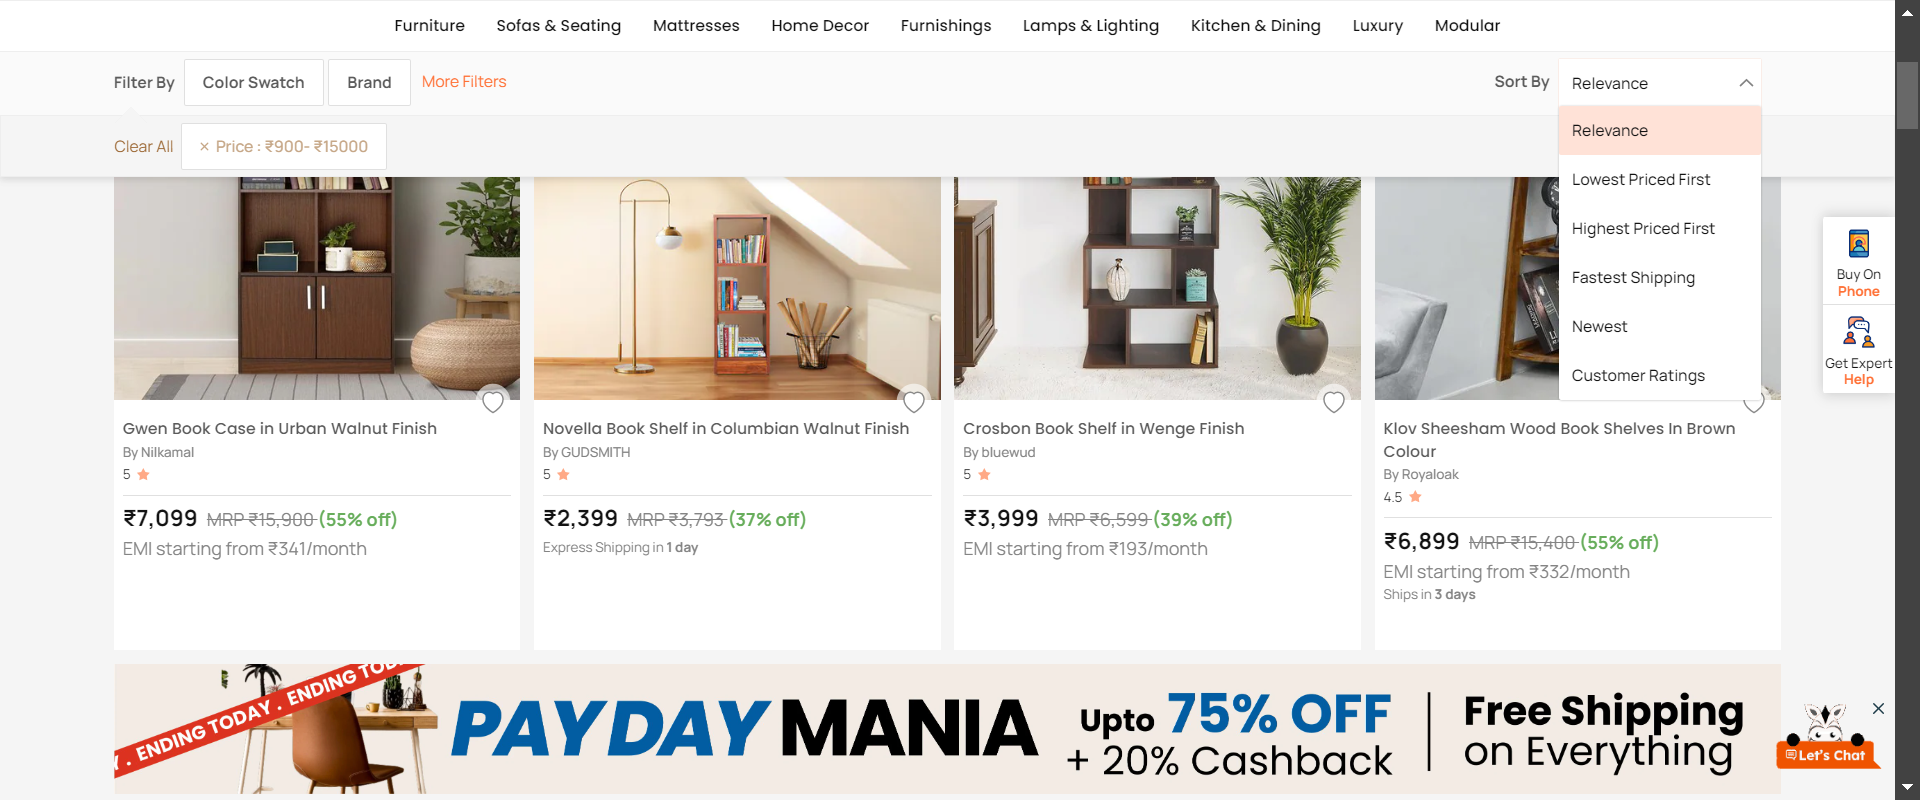 Furniture Sofas & Seating Mattresses Home Decor Furnishings Lamps & Lighting Kitchen & Dining Luxury Modular
Filter By Color Swatch Brand More Filters
Sort By Relevance
Clear All × Price : ₹900- ₹15000
Relevance
Lowest Priced First
Highest Priced First
Fastest Shipping
Newest
Customer Ratings
Buy On
Phone
Get Expert
Help
Gwen Book Case in Urban Walnut Finish
By Nilkamal
5
₹7,099 MRP ₹15,900 (55% off)
EMI starting from ₹341/month
Novella Book Shelf in Columbian Walnut Finish
By GUDSMITH
5
₹2,399 MRP ₹3,793 (37% off)
Express Shipping in 1 day
Crosbon Book Shelf in Wenge Finish
By bluewud
5
₹3,999 MRP ₹6,599 (39% off)
EMI starting from ₹193/month
Klov Sheesham Wood Book Shelves In Brown
Colour
By Royaloak
4.5
₹6,899 MRP ₹15,400 (55% off)
EMI starting from ₹332/month
Ships in 3 days
Y . ENDING TODAY . ENDING TOD
PAYDAY MANIA
Upto 75% OFF
+ 20% Cashback
Free Shipping
on Everything
Let's Chat